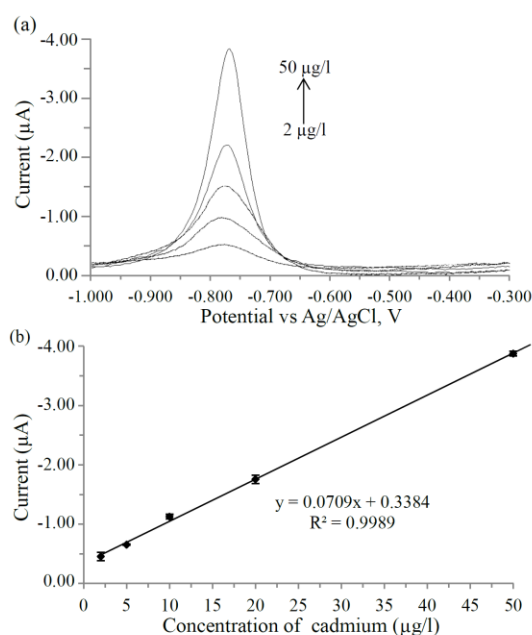 (a)
-4.00
-3.00
-2.00
-1.00
0.00
Current (µA)
50 µg/l
2 µg/l
-1.000 -0.900 -0.800 -0.700 -0.600 -0.500 -0.400 -0.300
Potential vs Ag/AgCl, V
(b)
-4.00
-3.00
-2.00
-1.00
0.00
Current (µA)
y = 0.0709x + 0.3384
R² = 0.9989
0 5 10 15 20 25 30 35 40 45 50
Concentration of cadmium (µg/l)